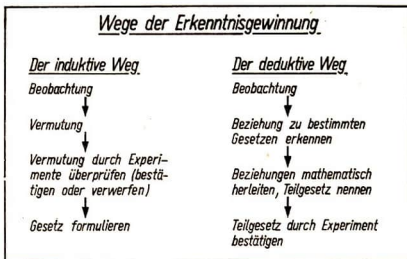 Wege der Erkenntnisgewinnung
Der induktive Weg
Beobachtung
Vermutung
Vermutung durch Experi-
mente überprüfen (bestä-
tigen oder verwerfen)
Gesetz formulieren
Der deduktive Weg
Beobachtung
Beziehung zu bestimmten
Gesetzen erkennen
Beziehungen mathematisch
herleiten, Teilgesetz nennen
Teilgesetz durch Experiment
bestätigen